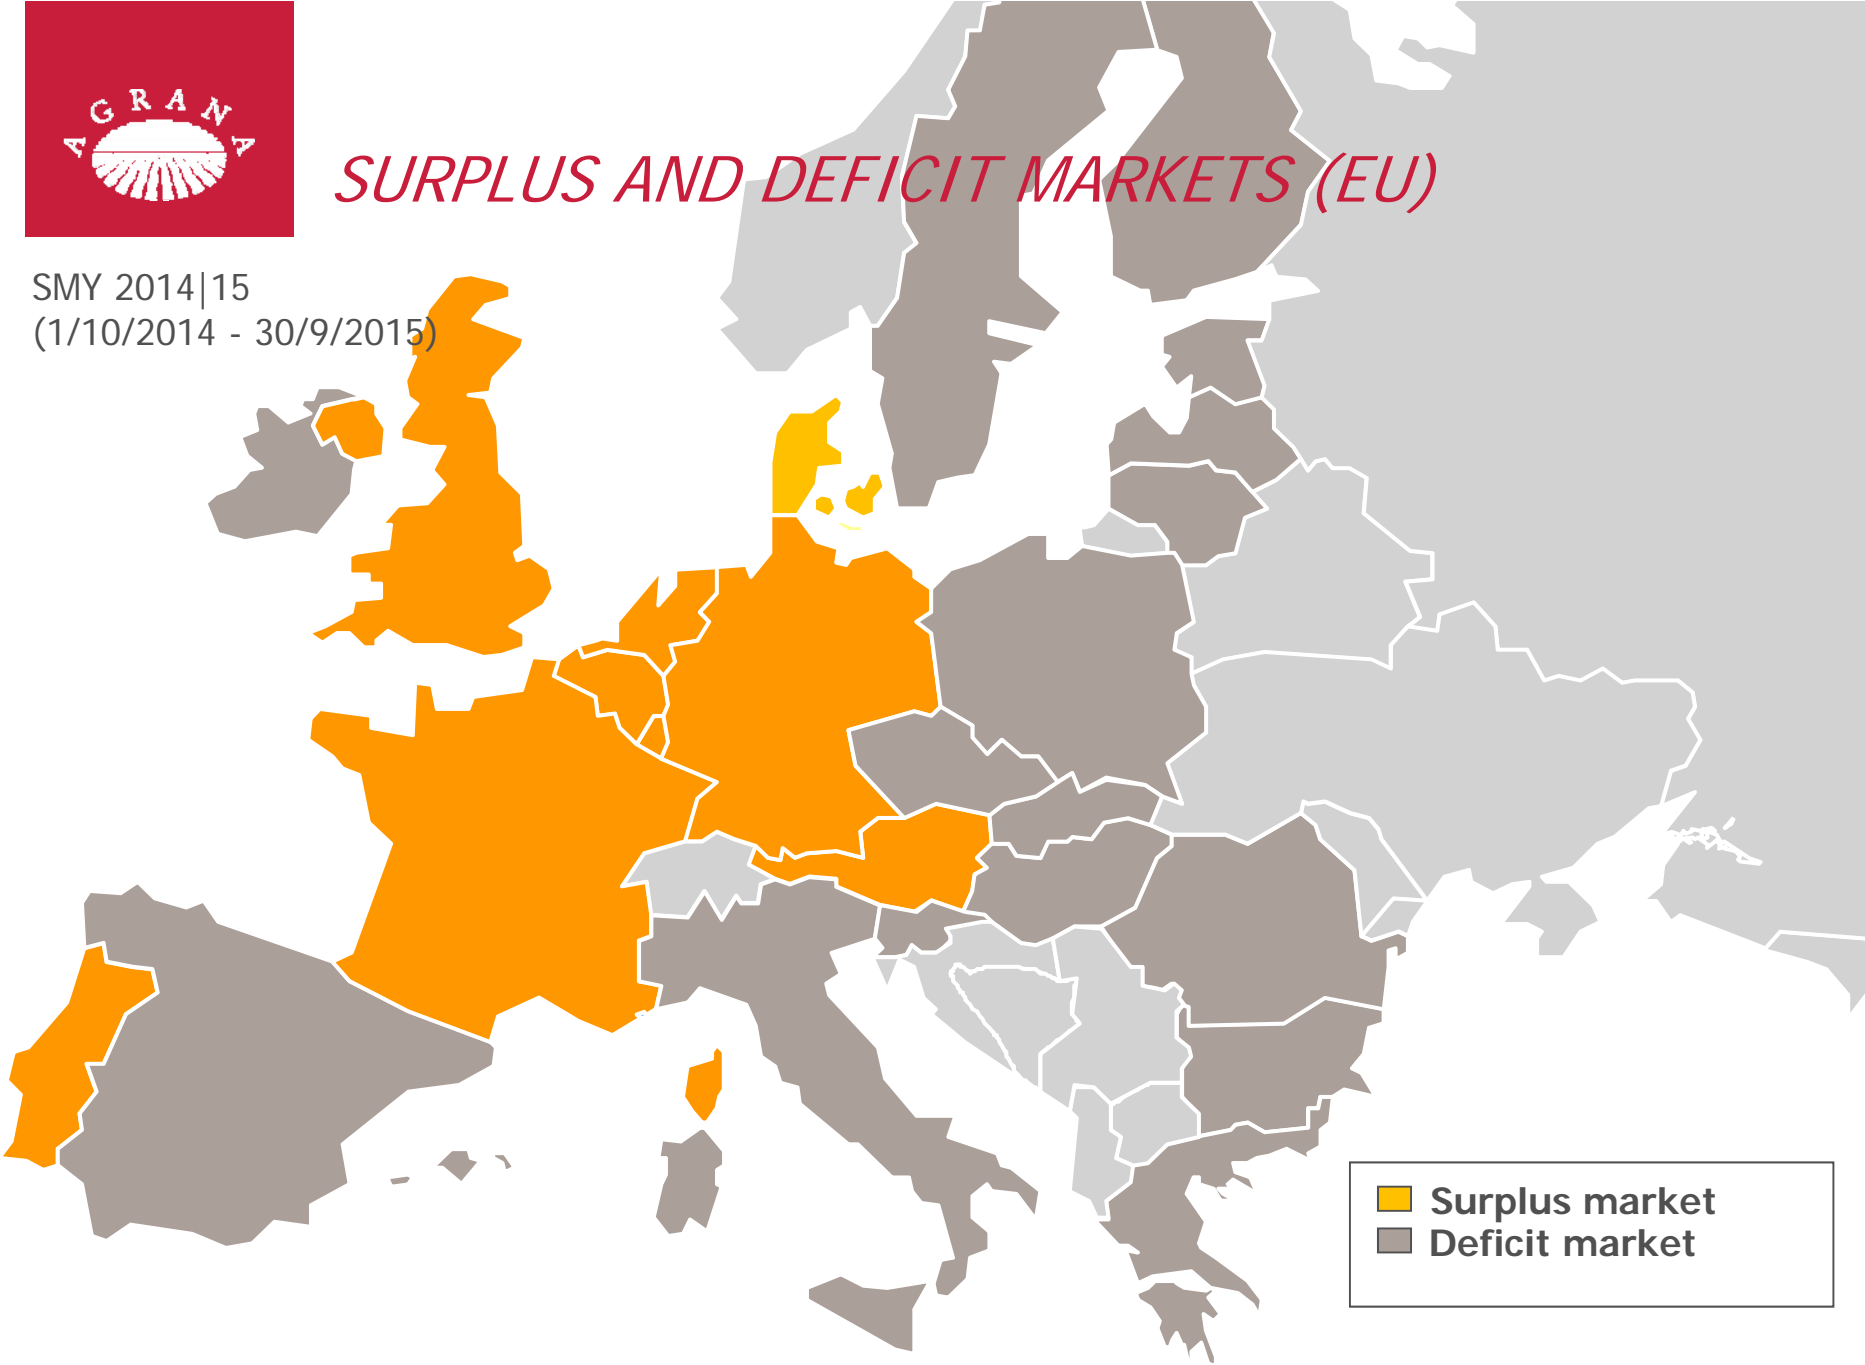 AGRANA
SURPLUS AND DEFICIT MARKETS (EU)
SMY 2014|15
(1/10/2014 - 30/9/2015)
Surplus market
Deficit market